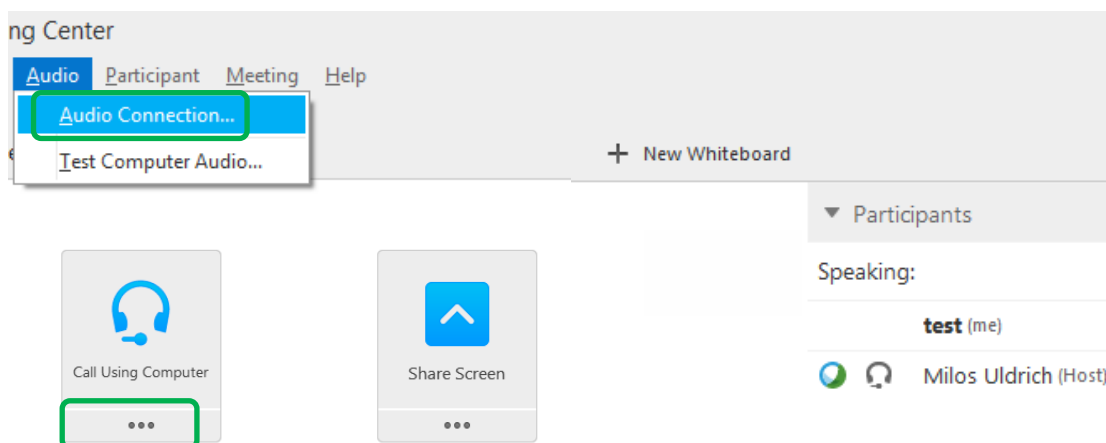 ng Center
Audio Participant Meeting Help
Audio Connection...
Test Computer Audio...
New Whiteboard
Participants
Speaking:
test (me)
Milos Uldrich (Host)
Call Using Computer
Share Screen